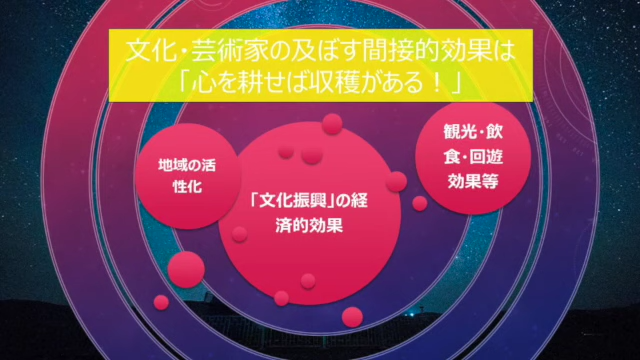 文化・芸術家の及ぼす間接的効果は
「心を耕せば収穫がある！」
地域の活
性化
「文化振興」の経
済的効果
観光・飲
食・回遊
効果等